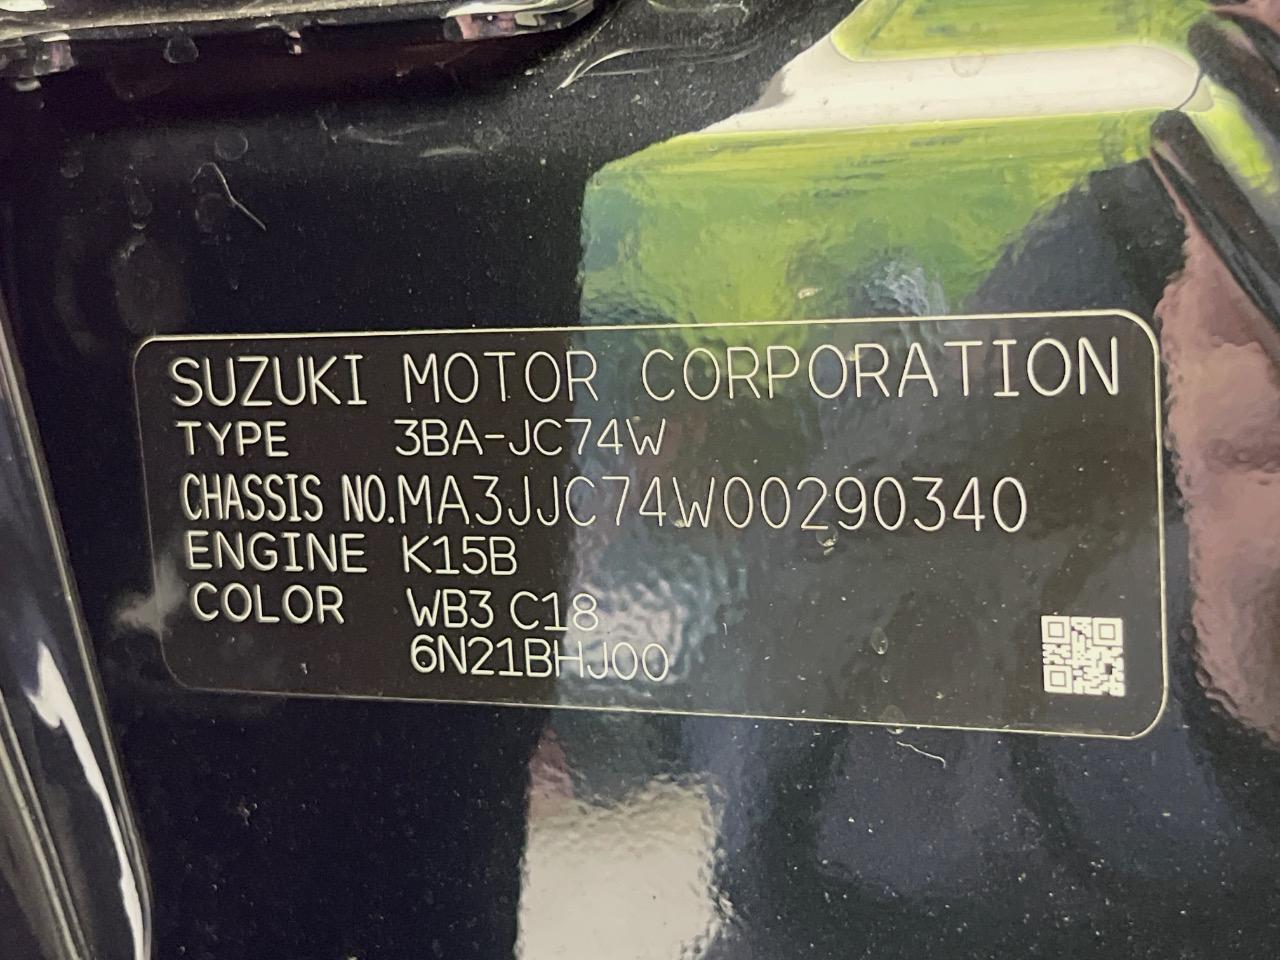 SUZUKI MOTOR CORPORATION
TYPE 3BA-JC74W
CHASSIS NO. MA3JJC74W00290340
ENGINE K15B
COLOR WB3 C18
6N21BHJ00